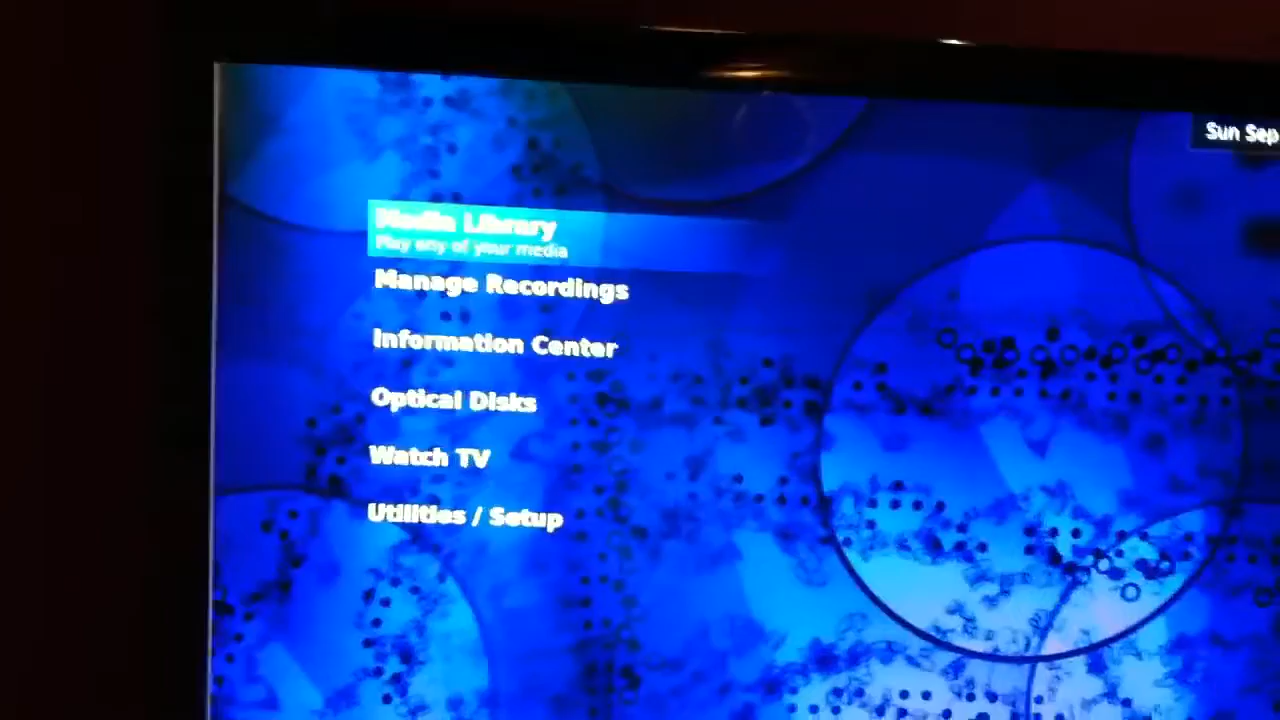 Sun Sep
Media Library
Play any of your media
Manage Recordings
Information Center
Optical Disks
Watch TV
Utilities / Setup